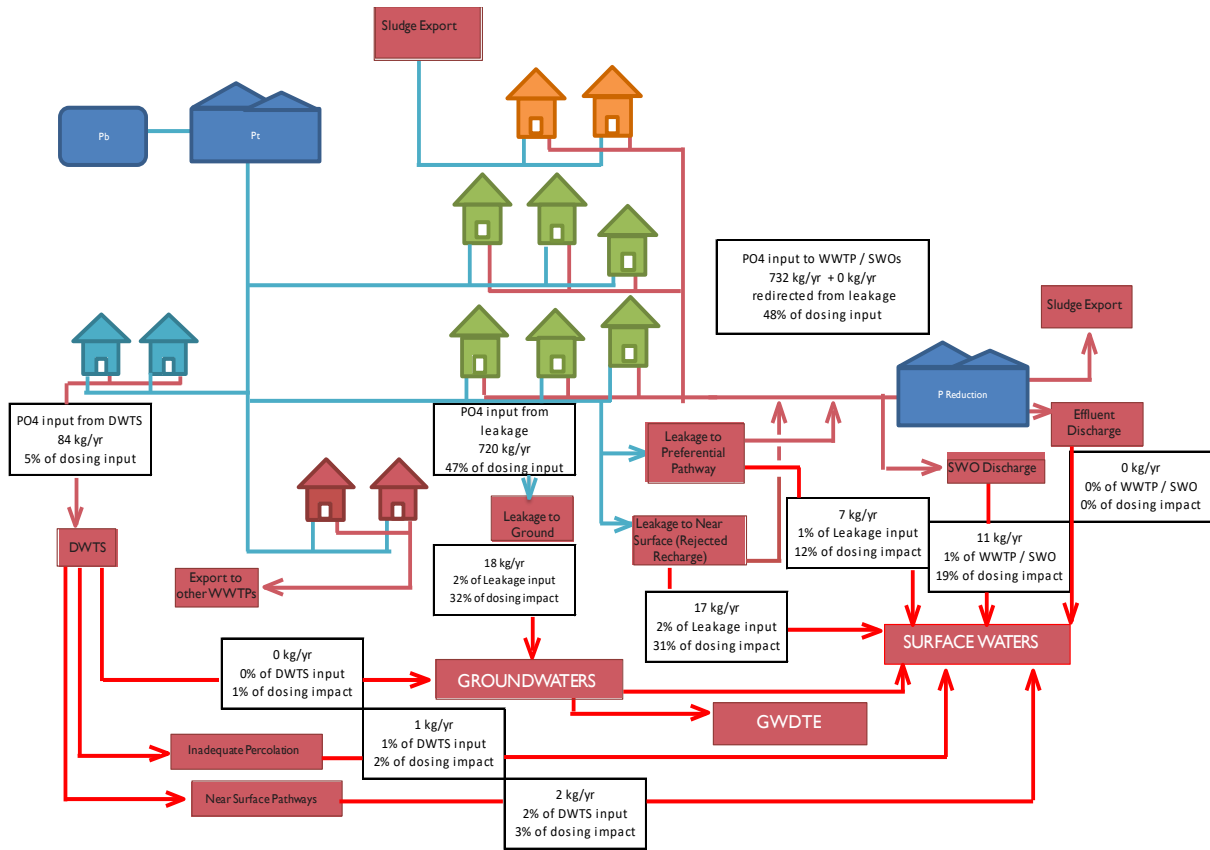 Sludge Export
Pb
Pt
PO4 input to WWTP / SWOs
732 kg/yr + 0 kg/yr
redirected from leakage
48% of dosing input
Sludge Export
P Reduction
PO4 input from DWTS
84 kg/yr
5% of dosing input
PO4 input from
leakage
720 kg/yr
47% of dosing input
Leakage to
Preferential
Pathway
Effluent
Discharge
SWO Discharge
0 kg/yr
0% of WWTP / SWO
0% of dosing impact
Leakage to
Ground
Leakage to Near
Surface (Rejected
Recharge)
7 kg/yr
1% of Leakage input
12% of dosing impact
11 kg/yr
1% of WWTP / SWO
19% of dosing impact
DWTS
Export to
other WWTPs
18 kg/yr
2% of Leakage input
32% of dosing impact
17 kg/yr
2% of Leakage input
31% of dosing impact
SURFACE WATERS
0 kg/yr
0% of DWTS input
1% of dosing impact
GROUNDWATERS
GWDTE
Inadequate Percolation
1 kg/yr
1% of DWTS input
2% of dosing impact
Near Surface Pathways
2 kg/yr
2% of DWTS input
3% of dosing impact